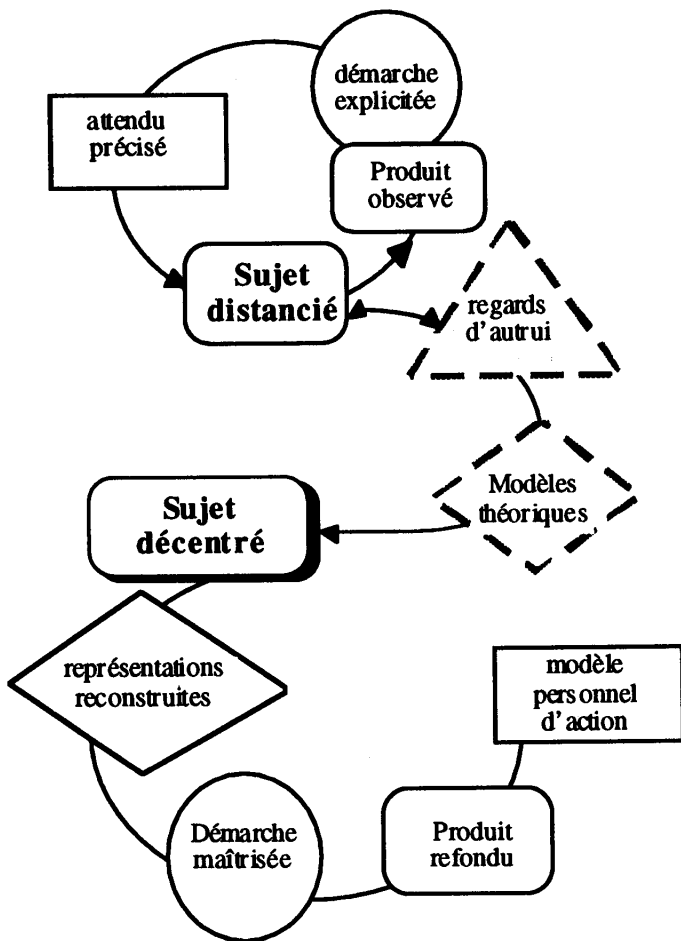 démarche
explicitée
attendu
précisé
Produit
observé
Sujet
distancié
regards
d'autrui
Modèles
théoriques
Sujet
décentré
représentations
reconstruites
modèle
personnel
d'action
Démarche
maîtrisée
Produit
refondu